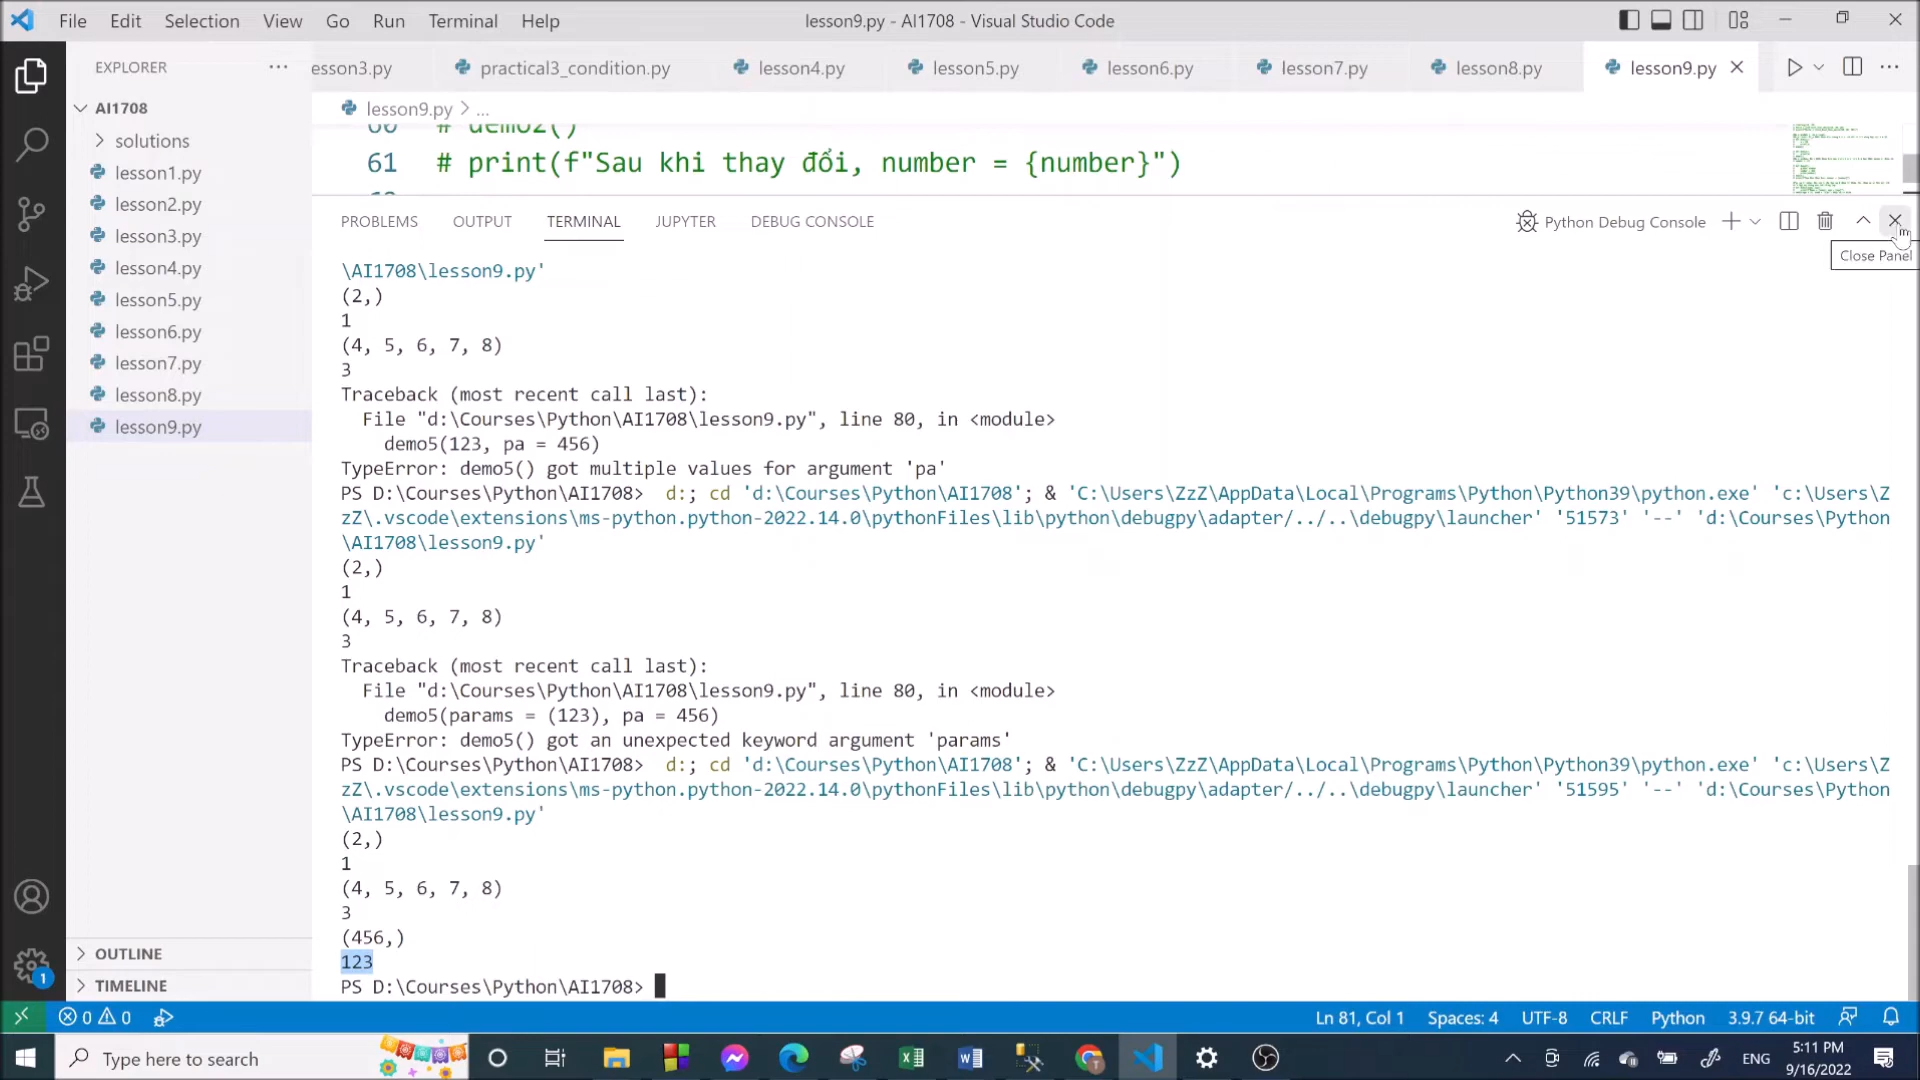 File Edit Selection View Go Run Terminal Help
lesson9.py - AI1708 - Visual Studio Code
EXPLORER
esson3.py practical3_condition.py lesson4.py lesson5.py lesson6.py lesson7.py lesson8.py lesson9.py
AI1708
solutions
lesson1.py
lesson2.py
lesson3.py
lesson4.py
lesson5.py
lesson6.py
lesson7.py
lesson8.py
lesson9.py
OUTLINE
TIMELINE
lesson9.py > ...
60 # demo2()
61 # print(f"Sau khi thay đổi, number = {number}")
PROBLEMS OUTPUT TERMINAL JUPYTER DEBUG CONSOLE
Python Debug Console
Close Panel
\AI1708\lesson9.py'
(2,)
1
(4, 5, 6, 7, 8)
3
Traceback (most recent call last):
File "d:\Courses\Python\AI1708\lesson9.py", line 80, in <module>
demo5(123, pa = 456)
TypeError: demo5() got multiple values for argument 'pa'
PS D:\Courses\Python\AI1708> d:; cd 'd:\Courses\Python\AI1708'; & 'C:\Users\ZzZ\AppData\Local\Programs\Python\Python39\python.exe' 'c:\Users\Z
zZ\.vscode\extensions\ms-python.python-2022.14.0\pythonFiles\lib\python\debugpy\adapter/../..\debugpy\launcher' '51573' '--' 'd:\Courses\Python
\AI1708\lesson9.py'
(2,)
1
(4, 5, 6, 7, 8)
3
Traceback (most recent call last):
File "d:\Courses\Python\AI1708\lesson9.py", line 80, in <module>
demo5(params = (123), pa = 456)
TypeError: demo5() got an unexpected keyword argument 'params'
PS D:\Courses\Python\AI1708> d:; cd 'd:\Courses\Python\AI1708'; & 'C:\Users\ZzZ\AppData\Local\Programs\Python\Python39\python.exe' 'c:\Users\Z
zZ\.vscode\extensions\ms-python.python-2022.14.0\pythonFiles\lib\python\debugpy\adapter/../..\debugpy\launcher' '51595' '--' 'd:\Courses\Python
\AI1708\lesson9.py'
(2,)
1
(4, 5, 6, 7, 8)
3
(456,)
123
PS D:\Courses\Python\AI1708>
1
0 0
Ln 81, Col 1 Spaces: 4 UTF-8 CRLF Python 3.9.7 64-bit
Type here to search
ENG
5:11 PM
9/16/2022